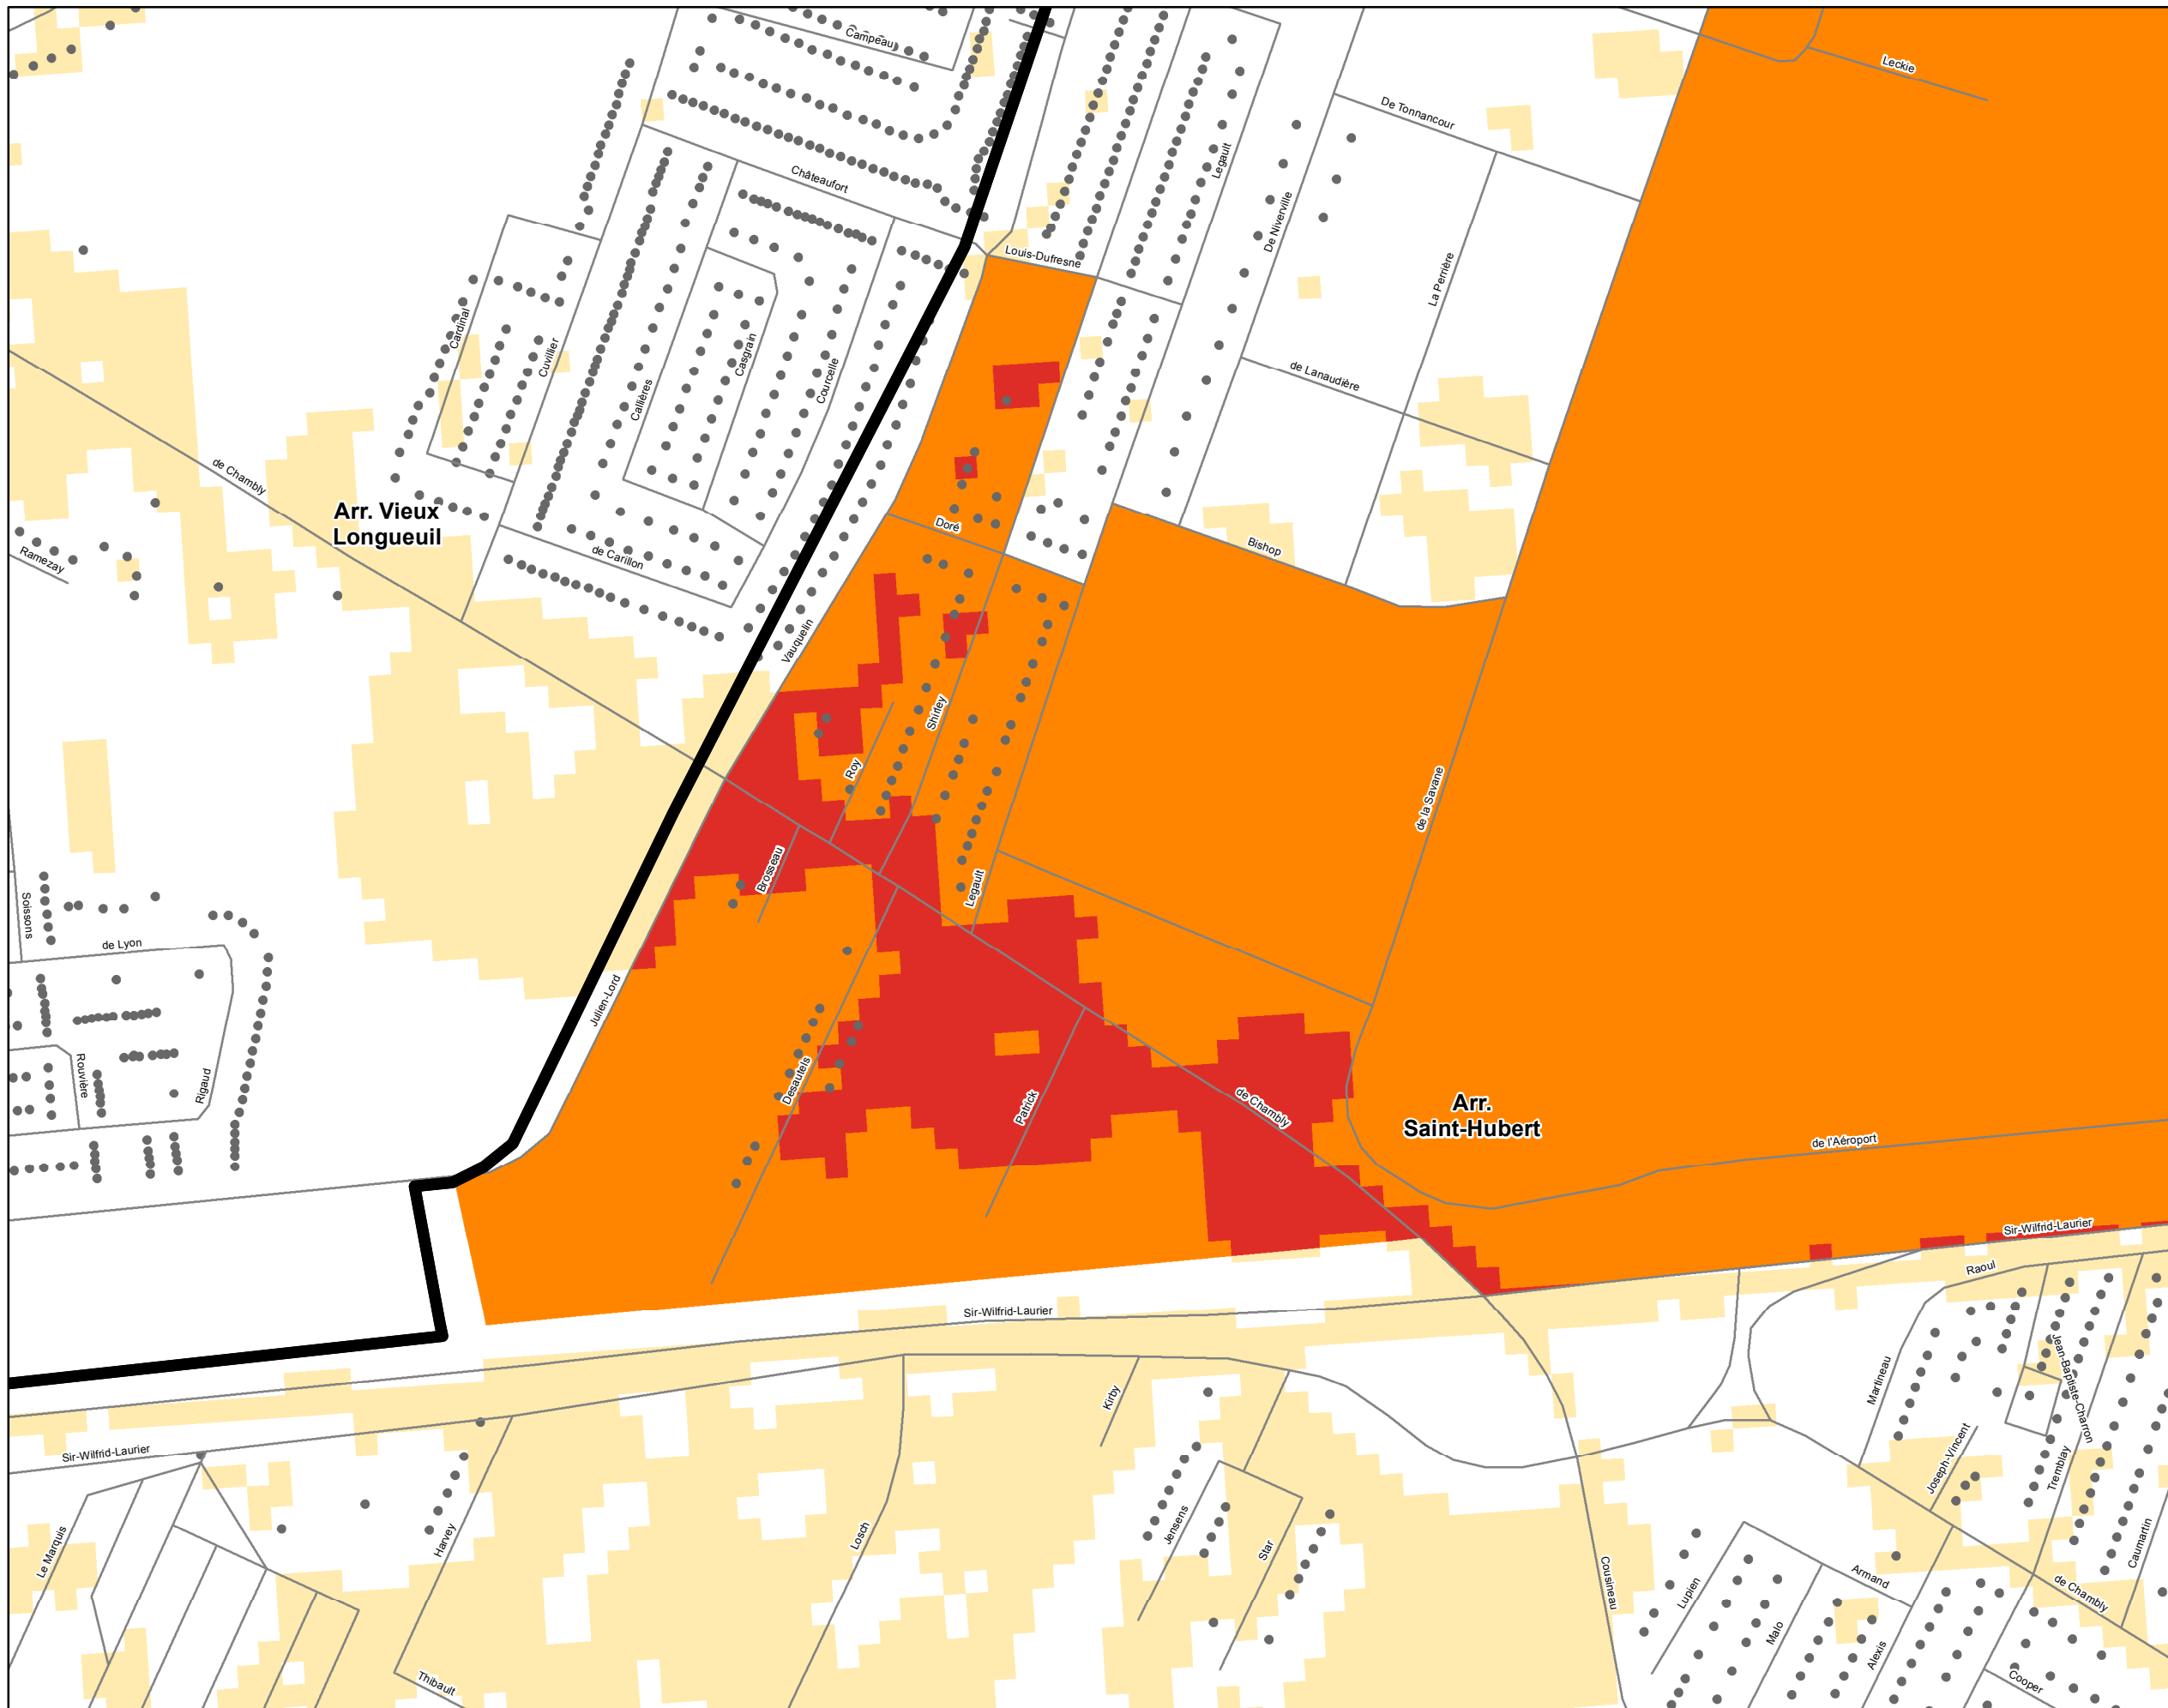 Campeau
Leckie
De Tonnancour
Châteaufort
Legault
De Niverville
Louis-Dufresne
La Perrière
Cardinal
Cuvillier
Casgrain
Courcelle
Callières
de Lanaudière
de Chambly
Arr. Vieux
Longueuil
Doré
Bishop
Ramezay
de Carillon
Vauquelin
Shirley
Roy
de la Savane
Brosseau
Legault
Soissons
de Lyon
Julien-Lord
Rouvière
Rigaud
Desautels
Patrick
de Chambly
Arr.
Saint-Hubert
de l'Aéroport
Sir-Wilfrid-Laurier
Raoul
Sir-Wilfrid-Laurier
Jean-Baptiste-Charron
Martineau
Kirby
Sir-Wilfrid-Laurier
Joseph-Vincent
Tremblay
Le Marquis
Harvey
Losch
Jensens
Star
Caumartin
Cousineau
Lupien
Armand
de Chambly
Malo
Alexis
Thibault
Cooper